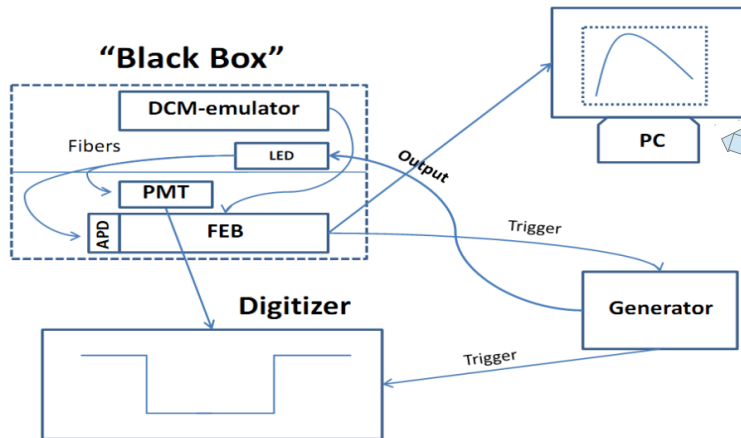 “Black Box”
DCM-emulator
Fibers
LED
PMT
APD
FEB
Output
PC
Trigger
Digitizer
Generator
Trigger